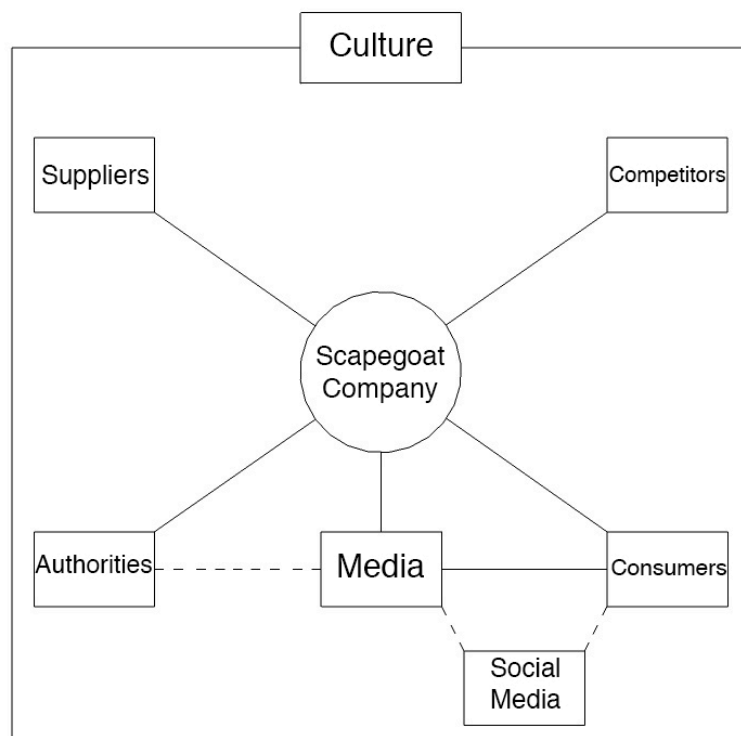 Culture
Suppliers
Competitors
Scapegoat
Company
Authorities
Media
Consumers
Social
Media